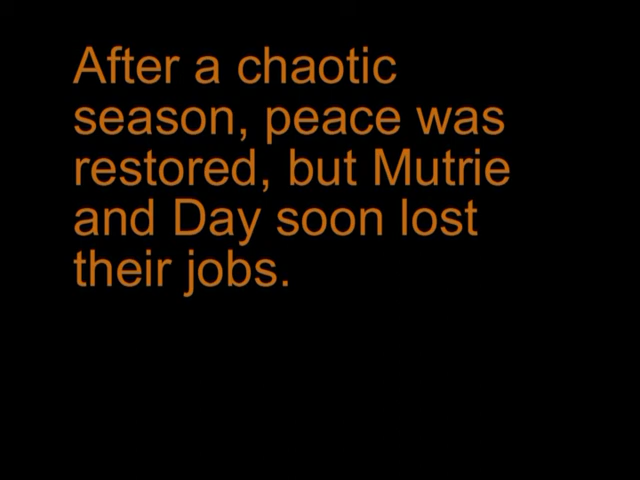 After a chaotic
season, peace was
restored, but Mutrie
and Day soon lost
their jobs.